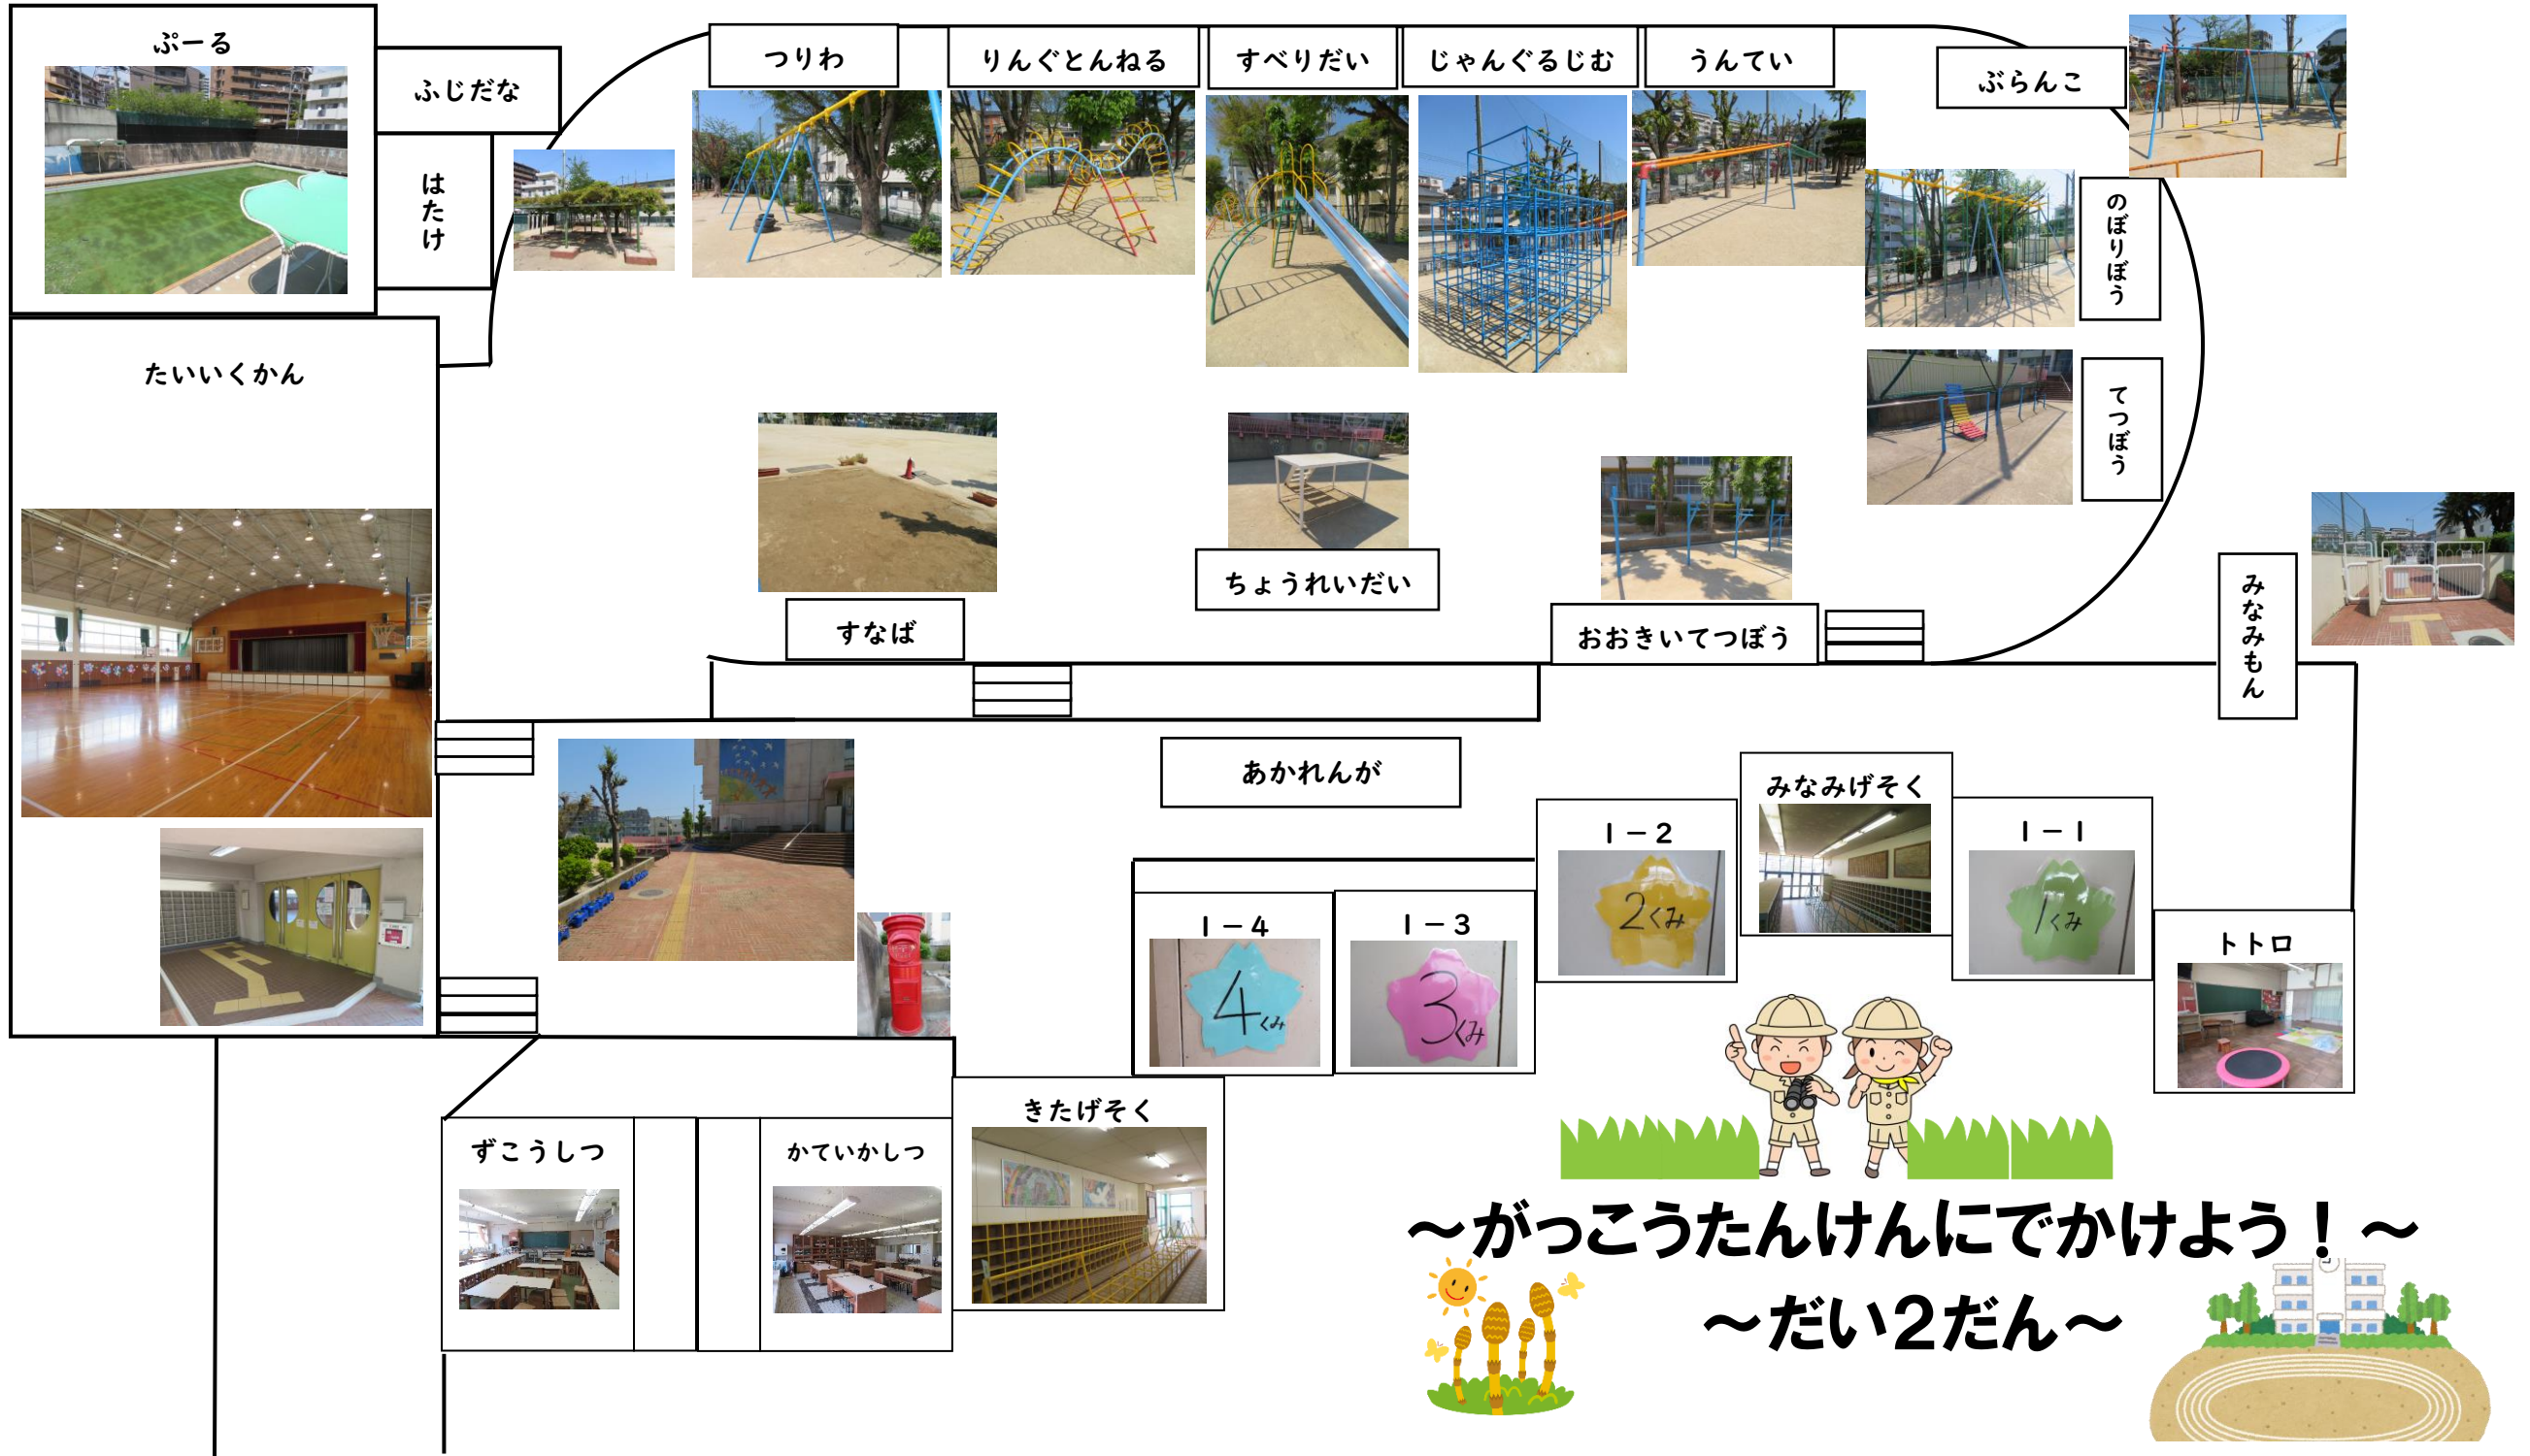 ぷーる
ふじだな
はたけ
つりわ
りんぐとんねる
すべりだい
じゃんぐるじむ
うんてい
ぶらんこ
のぼりぼう
てつぼう
たいいくかん
すなば
ちょうれいだい
おおきいてつぼう
みなみもん
あかれんが
1－4
4くみ
1－3
3くみ
1－2
2くみ
みなみげそく
1－1
1くみ
トトロ
ずこうしつ
かていかしつ
きたげそく
～がっこうたんけんにでかけよう！～
～だい２だん～